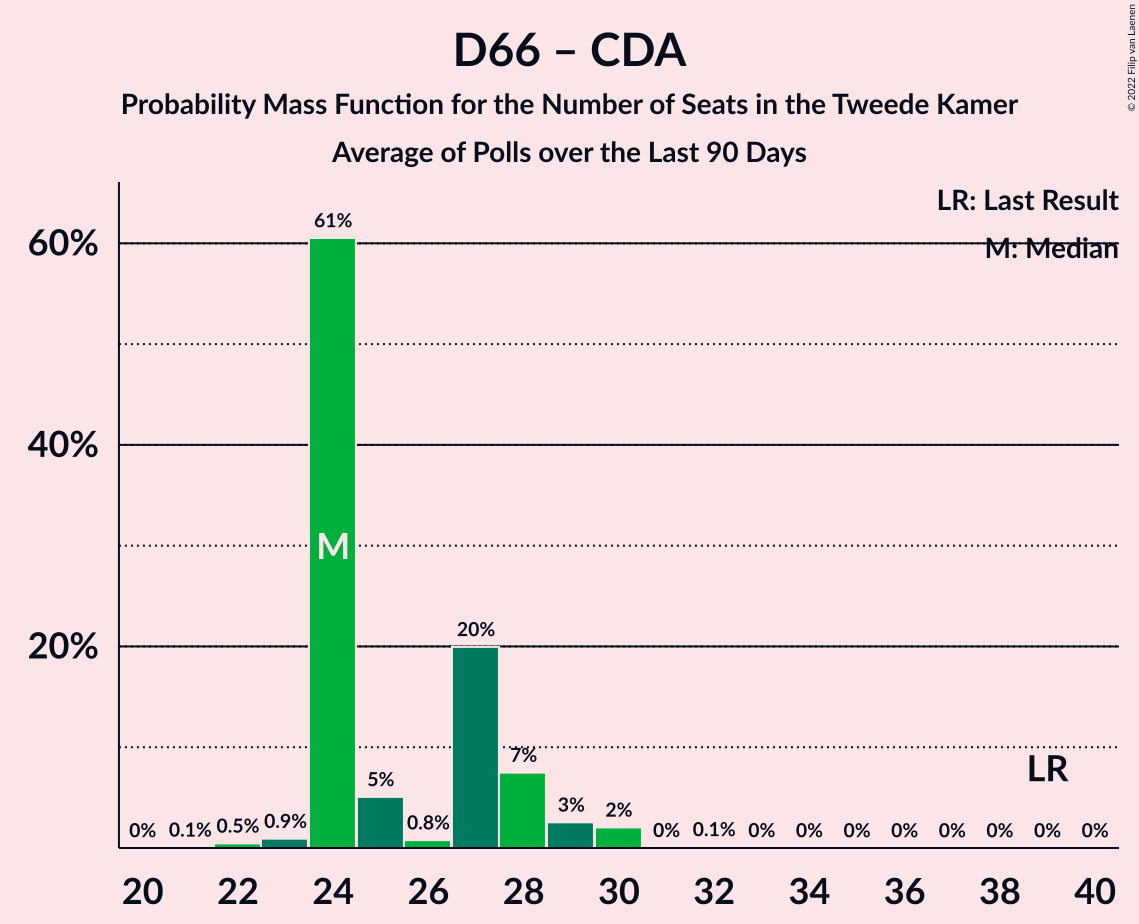 D66 – CDA
Probability Mass Function for the Number of Seats in the Tweede Kamer
Average of Polls over the Last 90 Days
© 2022 Filip van Laenen
LR: Last Result
M: Median
60%
40%
20%
61%
M
20%
7%
LR
5%
3%
2%
0% 0.1% 0.5% 0.9% 0.8% 0% 0.1% 0% 0% 0% 0% 0% 0% 0% 0%
20 22 24 26 28 30 32 34 36 38 40